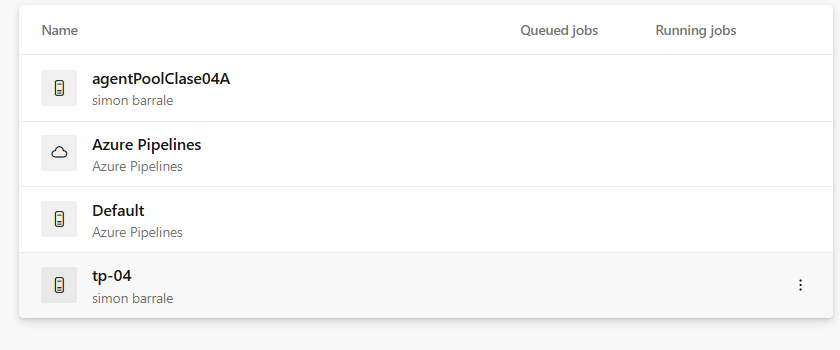 Name Queued jobs Running jobs
agentPoolClase04A
simon barrale
Azure Pipelines
Azure Pipelines
Default
Azure Pipelines
tp-04
simon barrale